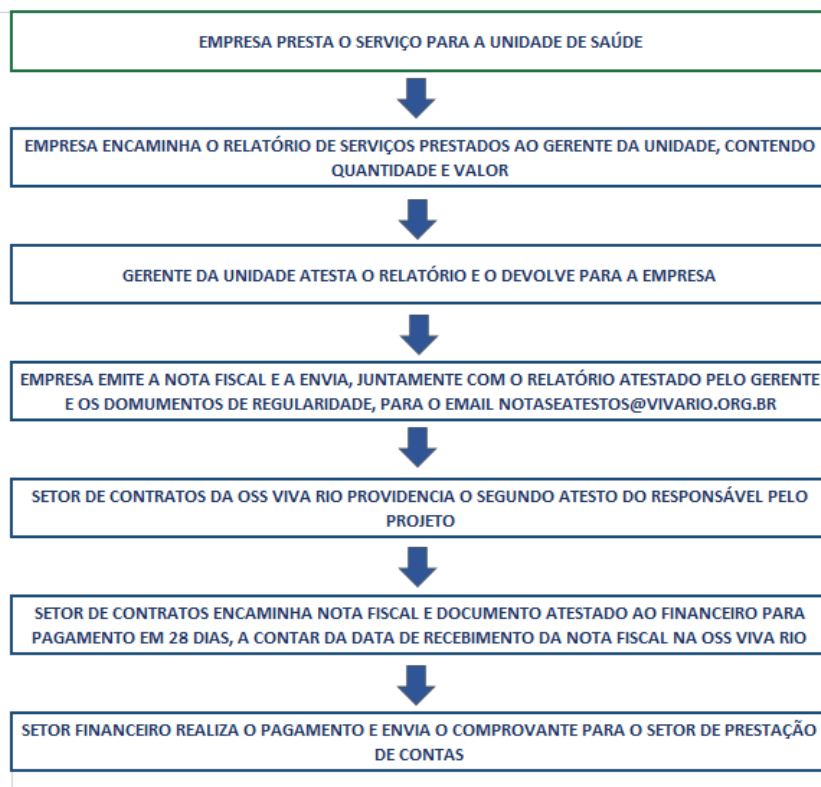 EMPRESA PRESTA O SERVIÇO PARA A UNIDADE DE SAÚDE
EMPRESA ENCAMINHA O RELATÓRIO DE SERVIÇOS PRESTADOS AO GERENTE DA UNIDADE, CONTENDO
QUANTIDADE E VALOR
GERENTE DA UNIDADE ATESTA O RELATÓRIO E O DEVOLVE PARA A EMPRESA
EMPRESA EMITE A NOTA FISCAL E A ENVIA, JUNTAMENTE COM O RELATÓRIO ATESTADO PELO GERENTE
E OS DOMUMENTOS DE REGULARIDADE, PARA O EMAIL NOTASEATESTOS@VIVARIO.ORG.BR
SETOR DE CONTRATOS DA OSS VIVA RIO PROVIDENCIA O SEGUNDO ATESTO DO RESPONSÁVEL PELO
PROJETO
SETOR DE CONTRATOS ENCAMINHA NOTA FISCAL E DOCUMENTO ATESTADO AO FINANCEIRO PARA
PAGAMENTO EM 28 DIAS, A CONTAR DA DATA DE RECEBIMENTO DA NOTA FISCAL NA OSS VIVA RIO
SETOR FINANCEIRO REALIZA O PAGAMENTO E ENVIA O COMPROVANTE PARA O SETOR DE PRESTAÇÃO
DE CONTAS